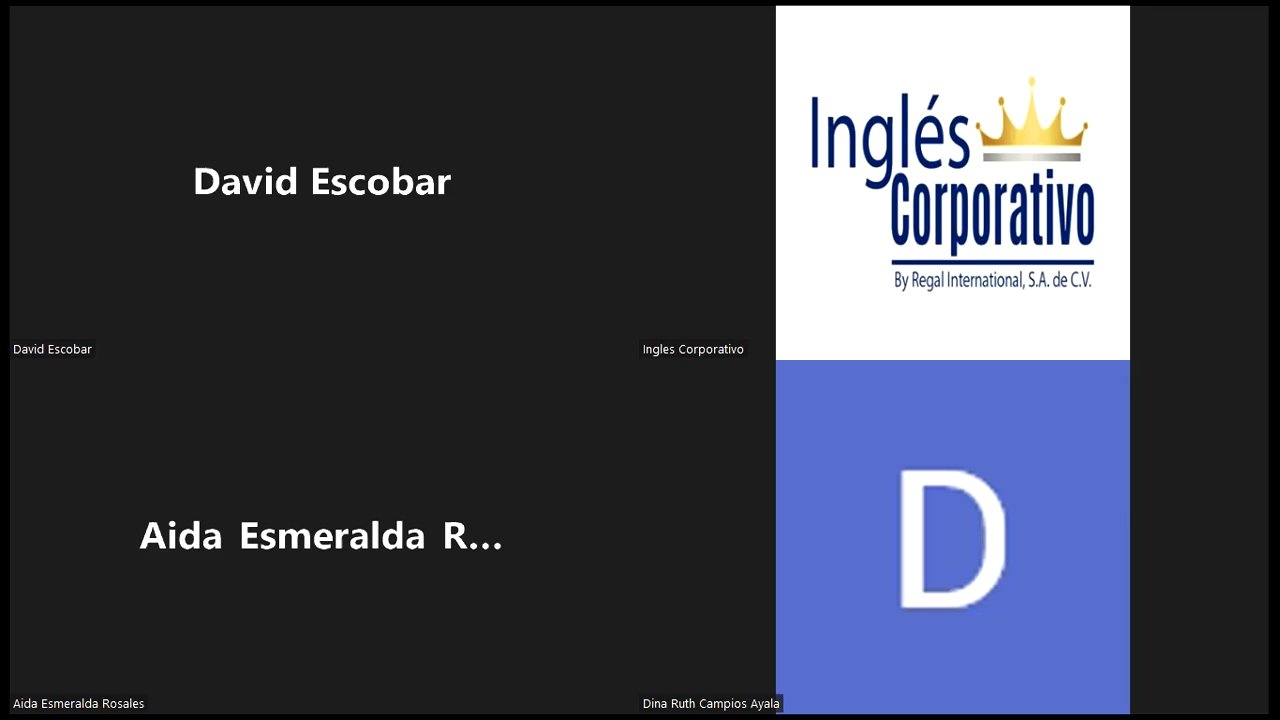 David Escobar
David Escobar
Inglés
Corporativo
By Regal International, S.A. de C.V.
Ingles Corporativo
Aida Esmeralda R...
Aida Esmeralda Rosales
D
Dina Ruth Campios Ayala